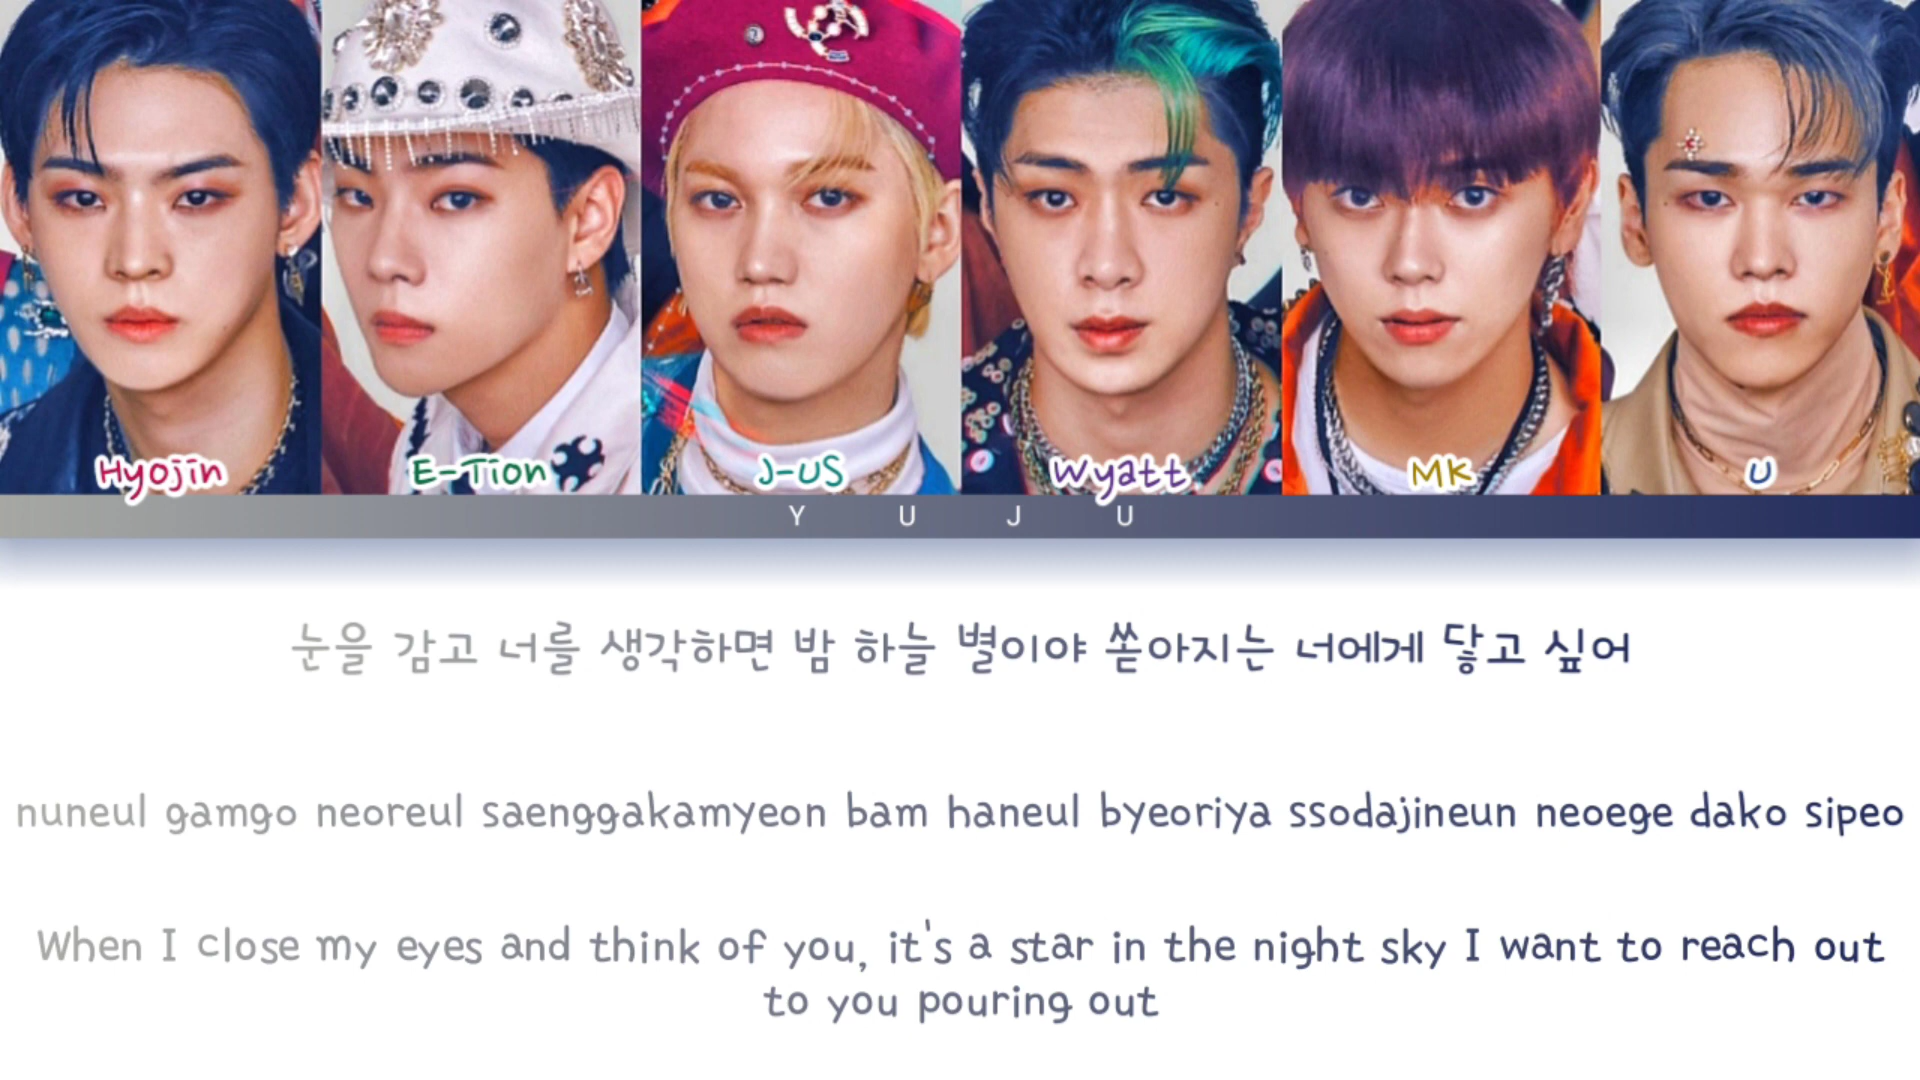 Hyojin E-Tion J-US Wyatt MK U
YUJU
눈을 감고 너를 생각하면 밤 하늘 별이야 쏟아지는 너에게 닿고 싶어
nuneul gamgo neoreul saenggakamyeon bam haneul byeoriya ssodajineun neoege dako sipeo
When I close my eyes and think of you, it's a star in the night sky I want to reach out
to you pouring out